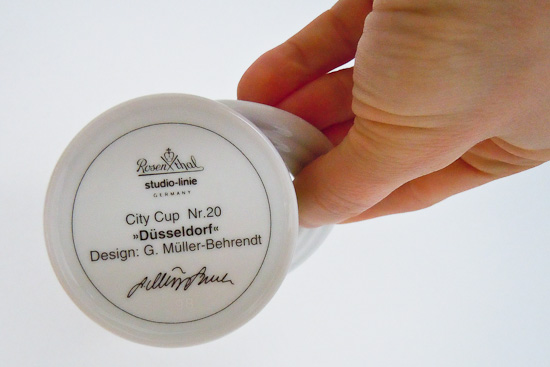 Rosenthal
studio-linie
GERMANY
City Cup Nr.20
»Düsseldorf«
Design: G. Müller-Behrendt